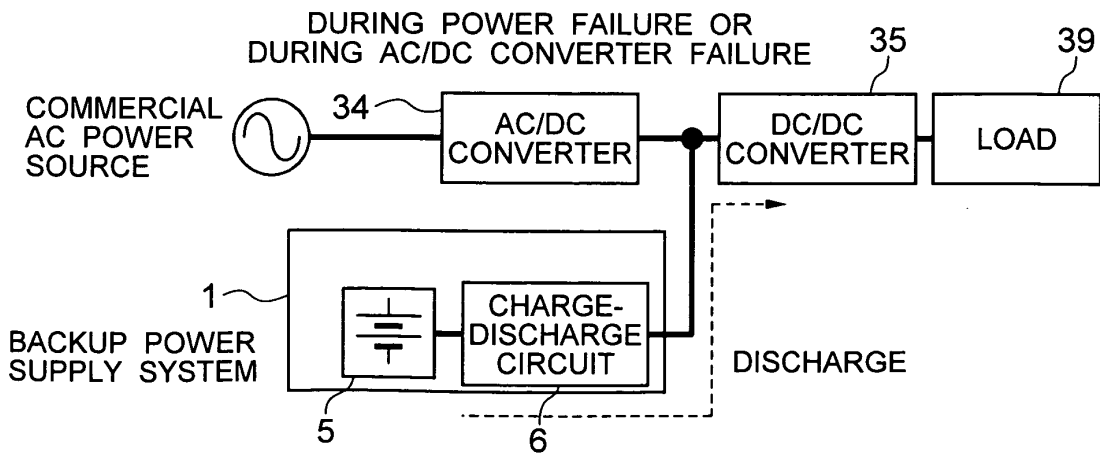 DURING POWER FAILURE OR
DURING AC/DC CONVERTER FAILURE
COMMERCIAL
AC POWER
SOURCE
34
AC/DC
CONVERTER
35
DC/DC
CONVERTER
39
LOAD
1
BACKUP POWER
SUPPLY SYSTEM
5
CHARGE-
DISCHARGE
CIRCUIT
6
DISCHARGE